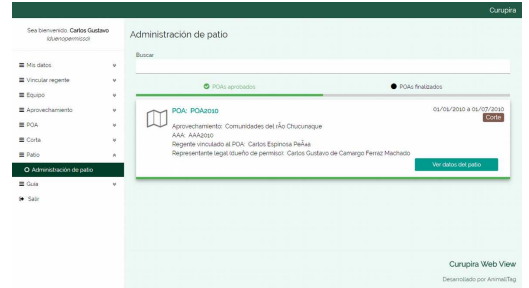 Curupira
Sea bienvenido, Carlos Gustavo
(duenopermiso)
Mis datos
Vincular regente
Equipo
Aprovechamiento
POA
Corta
Patio
Administración de patio
Guia
Salir
Administración de patio
Buscar
POAs aprobados
POAs finalizados
POA: POA2010
01/01/2010 a 01/07/2010
Corte
Aprovechamiento: Comunidades del rÃo Chucunaque
AAA: AAA2010
Regente vinculado al POA: Carlos Espinosa PeÃ±a
Representante legal (dueño de permiso): Carlos Gustavo de Camargo Ferraz Machado
Ver datos del patio
Curupira Web View
Desarrollado por AnimallTag